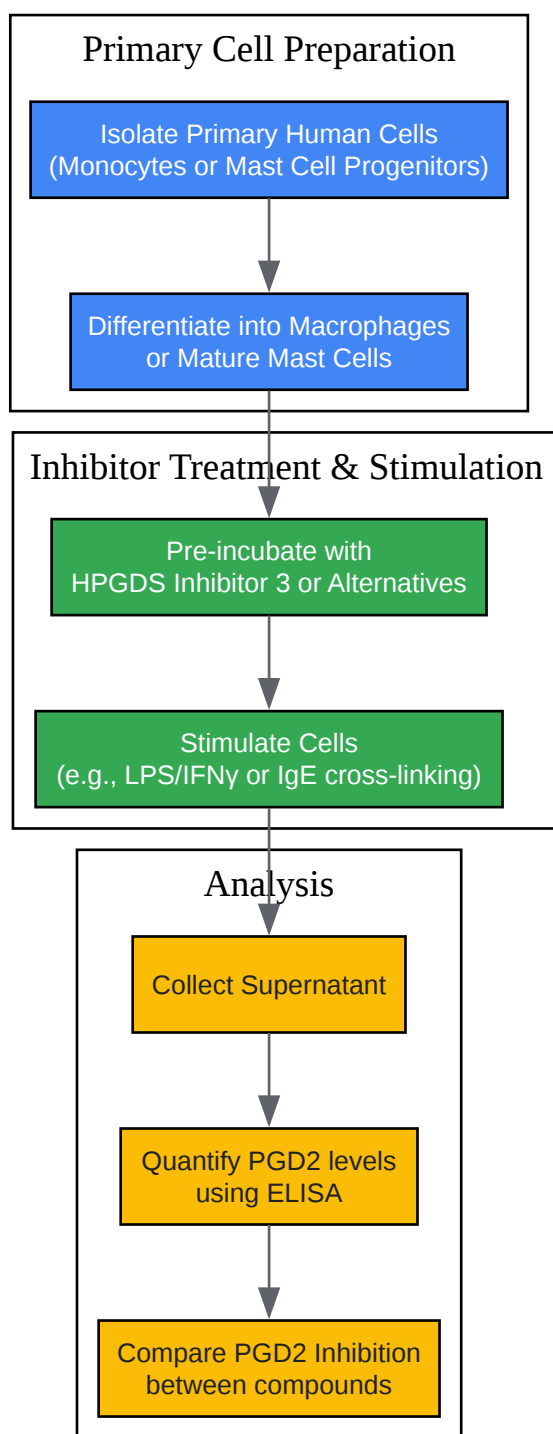 Primary Cell Preparation
Isolate Primary Human Cells
(Monocytes or Mast Cell Progenitors)
Differentiate into Macrophages
or Mature Mast Cells
Inhibitor Treatment & Stimulation
Pre-incubate with
HPGDS Inhibitor 3 or Alternatives
Stimulate Cells
(e.g., LPS/IFNγ or IgE cross-linking)
Analysis
Collect Supernatant
Quantify PGD2 levels
using ELISA
Compare PGD2 Inhibition
between compounds